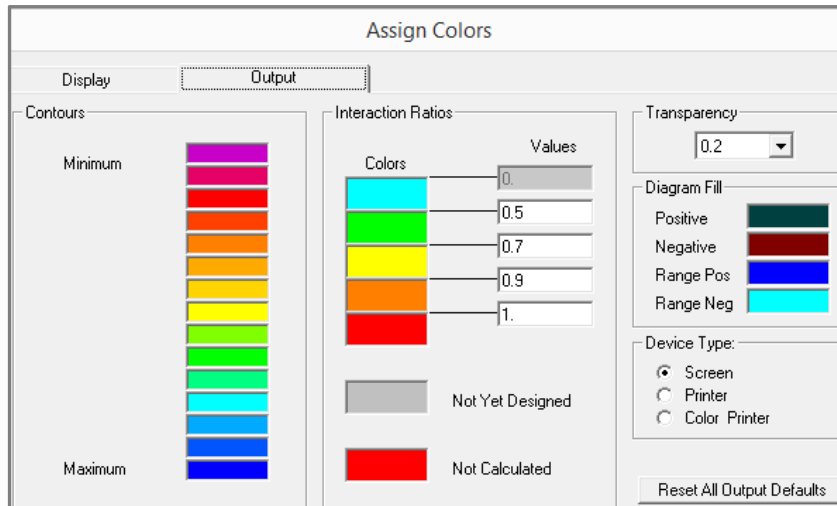 Assign Colors
Display
Output
Contours
Minimum
Maximum
Interaction Ratios
Colors
Values
0.
0.5
0.7
0.9
1.
Not Yet Designed
Not Calculated
Transparency
0.2
Diagram Fill
Positive
Negative
Range Pos
Range Neg
Device Type:
Screen
Printer
Color Printer
Reset All Output Defaults